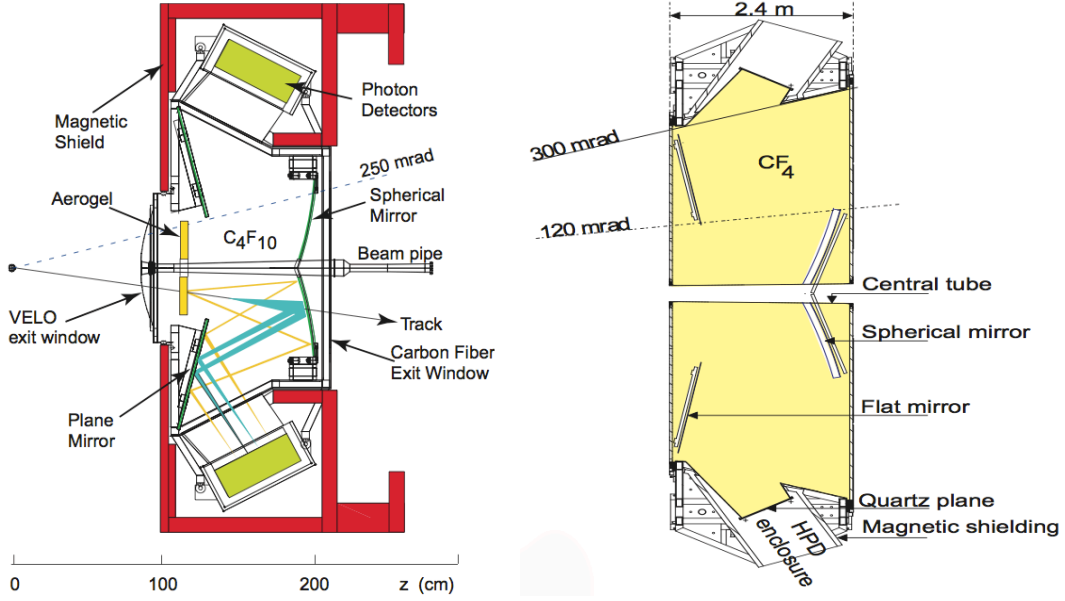 Magnetic
Shield
Photon
Detectors
Aerogel
250 mrad
Spherical
Mirror
C4F10
Beam pipe
VELO
exit window
Track
Carbon Fiber
Exit Window
Plane
Mirror
0
100
200
z (cm)
2.4 m
300 mrad
CF4
120 mrad
Central tube
Spherical mirror
Flat mirror
Quartz plane
Magnetic shielding
HPD
enclosure